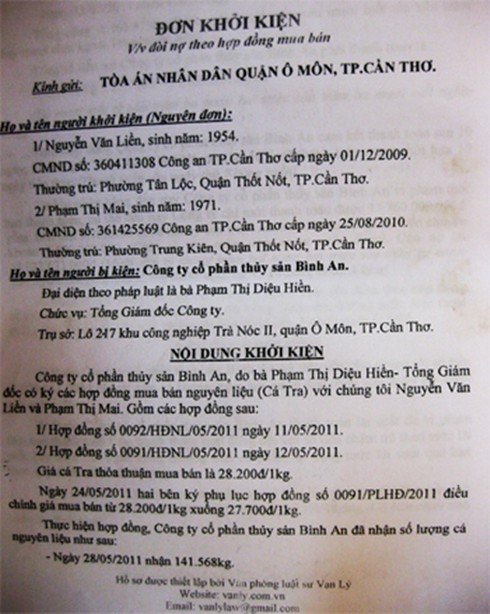 ĐƠN KHỞI KIỆN
V/v đòi nợ theo hợp đồng mua bán
Kính gửi: TÒA ÁN NHÂN DÂN QUẬN Ô MÔN, TP.CẦN THƠ.
Họ và tên người khởi kiện (Nguyên đơn):
1/ Nguyễn Văn Liền, sinh năm: 1954.
CMND số: 360411308 Công an TP.Cần Thơ cấp ngày 01/12/2009.
Thường trú: Phường Tân Lộc, Quận Thốt Nốt, TP.Cần Thơ.
2/ Phạm Thị Mai, sinh năm: 1971.
CMND số: 361425569 Công an TP.Cần Thơ cấp ngày 25/08/2010.
Thường trú: Phường Trung Kiên, Quận Thốt Nốt, TP.Cần Thơ.
Họ và tên người bị kiện: Công ty cổ phần thủy sản Bình An.
Đại diện theo pháp luật là bà Phạm Thị Diệu Hiền.
Chức vụ: Tổng Giám đốc Công ty.
Trụ sở: Lô 247 khu công nghiệp Trà Nóc II, quận Ô Môn, TP.Cần Thơ.
NỘI DUNG KHỞI KIỆN
Công ty cổ phần thủy sản Bình An, do bà Phạm Thị Diệu Hiền- Tổng Giám
đốc có ký các hợp đồng mua bán nguyên liệu (Cá Tra) với chúng tôi Nguyễn Văn
Liền và Phạm Thị Mai. Gồm các hợp đồng sau:
1/ Hợp đồng số 0092/HĐNL/05/2011 ngày 11/05/2011.
2/ Hợp đồng số 0091/HĐNL/05/2011 ngày 12/05/2011.
Giá cá Tra thỏa thuận mua bán là 28.200đ/1kg.
Ngày 24/05/2011 hai bên ký phụ lục hợp đồng số 0091/PLHĐ/2011 điều
chỉnh giá mua bán từ 28.200đ/1kg xuống 27.700đ/1kg.
Thực hiện hợp đồng, Công ty cổ phần thủy sản Bình An đã nhận số lượng cá
nguyên liệu như sau:
- Ngày 28/05/2011 nhận 141.568kg.
Hồ sơ được thiết lập bởi Văn phòng luật sư Vạn Lý
Website: vanly.com.vn
Email: vanlylaw@gmail.com